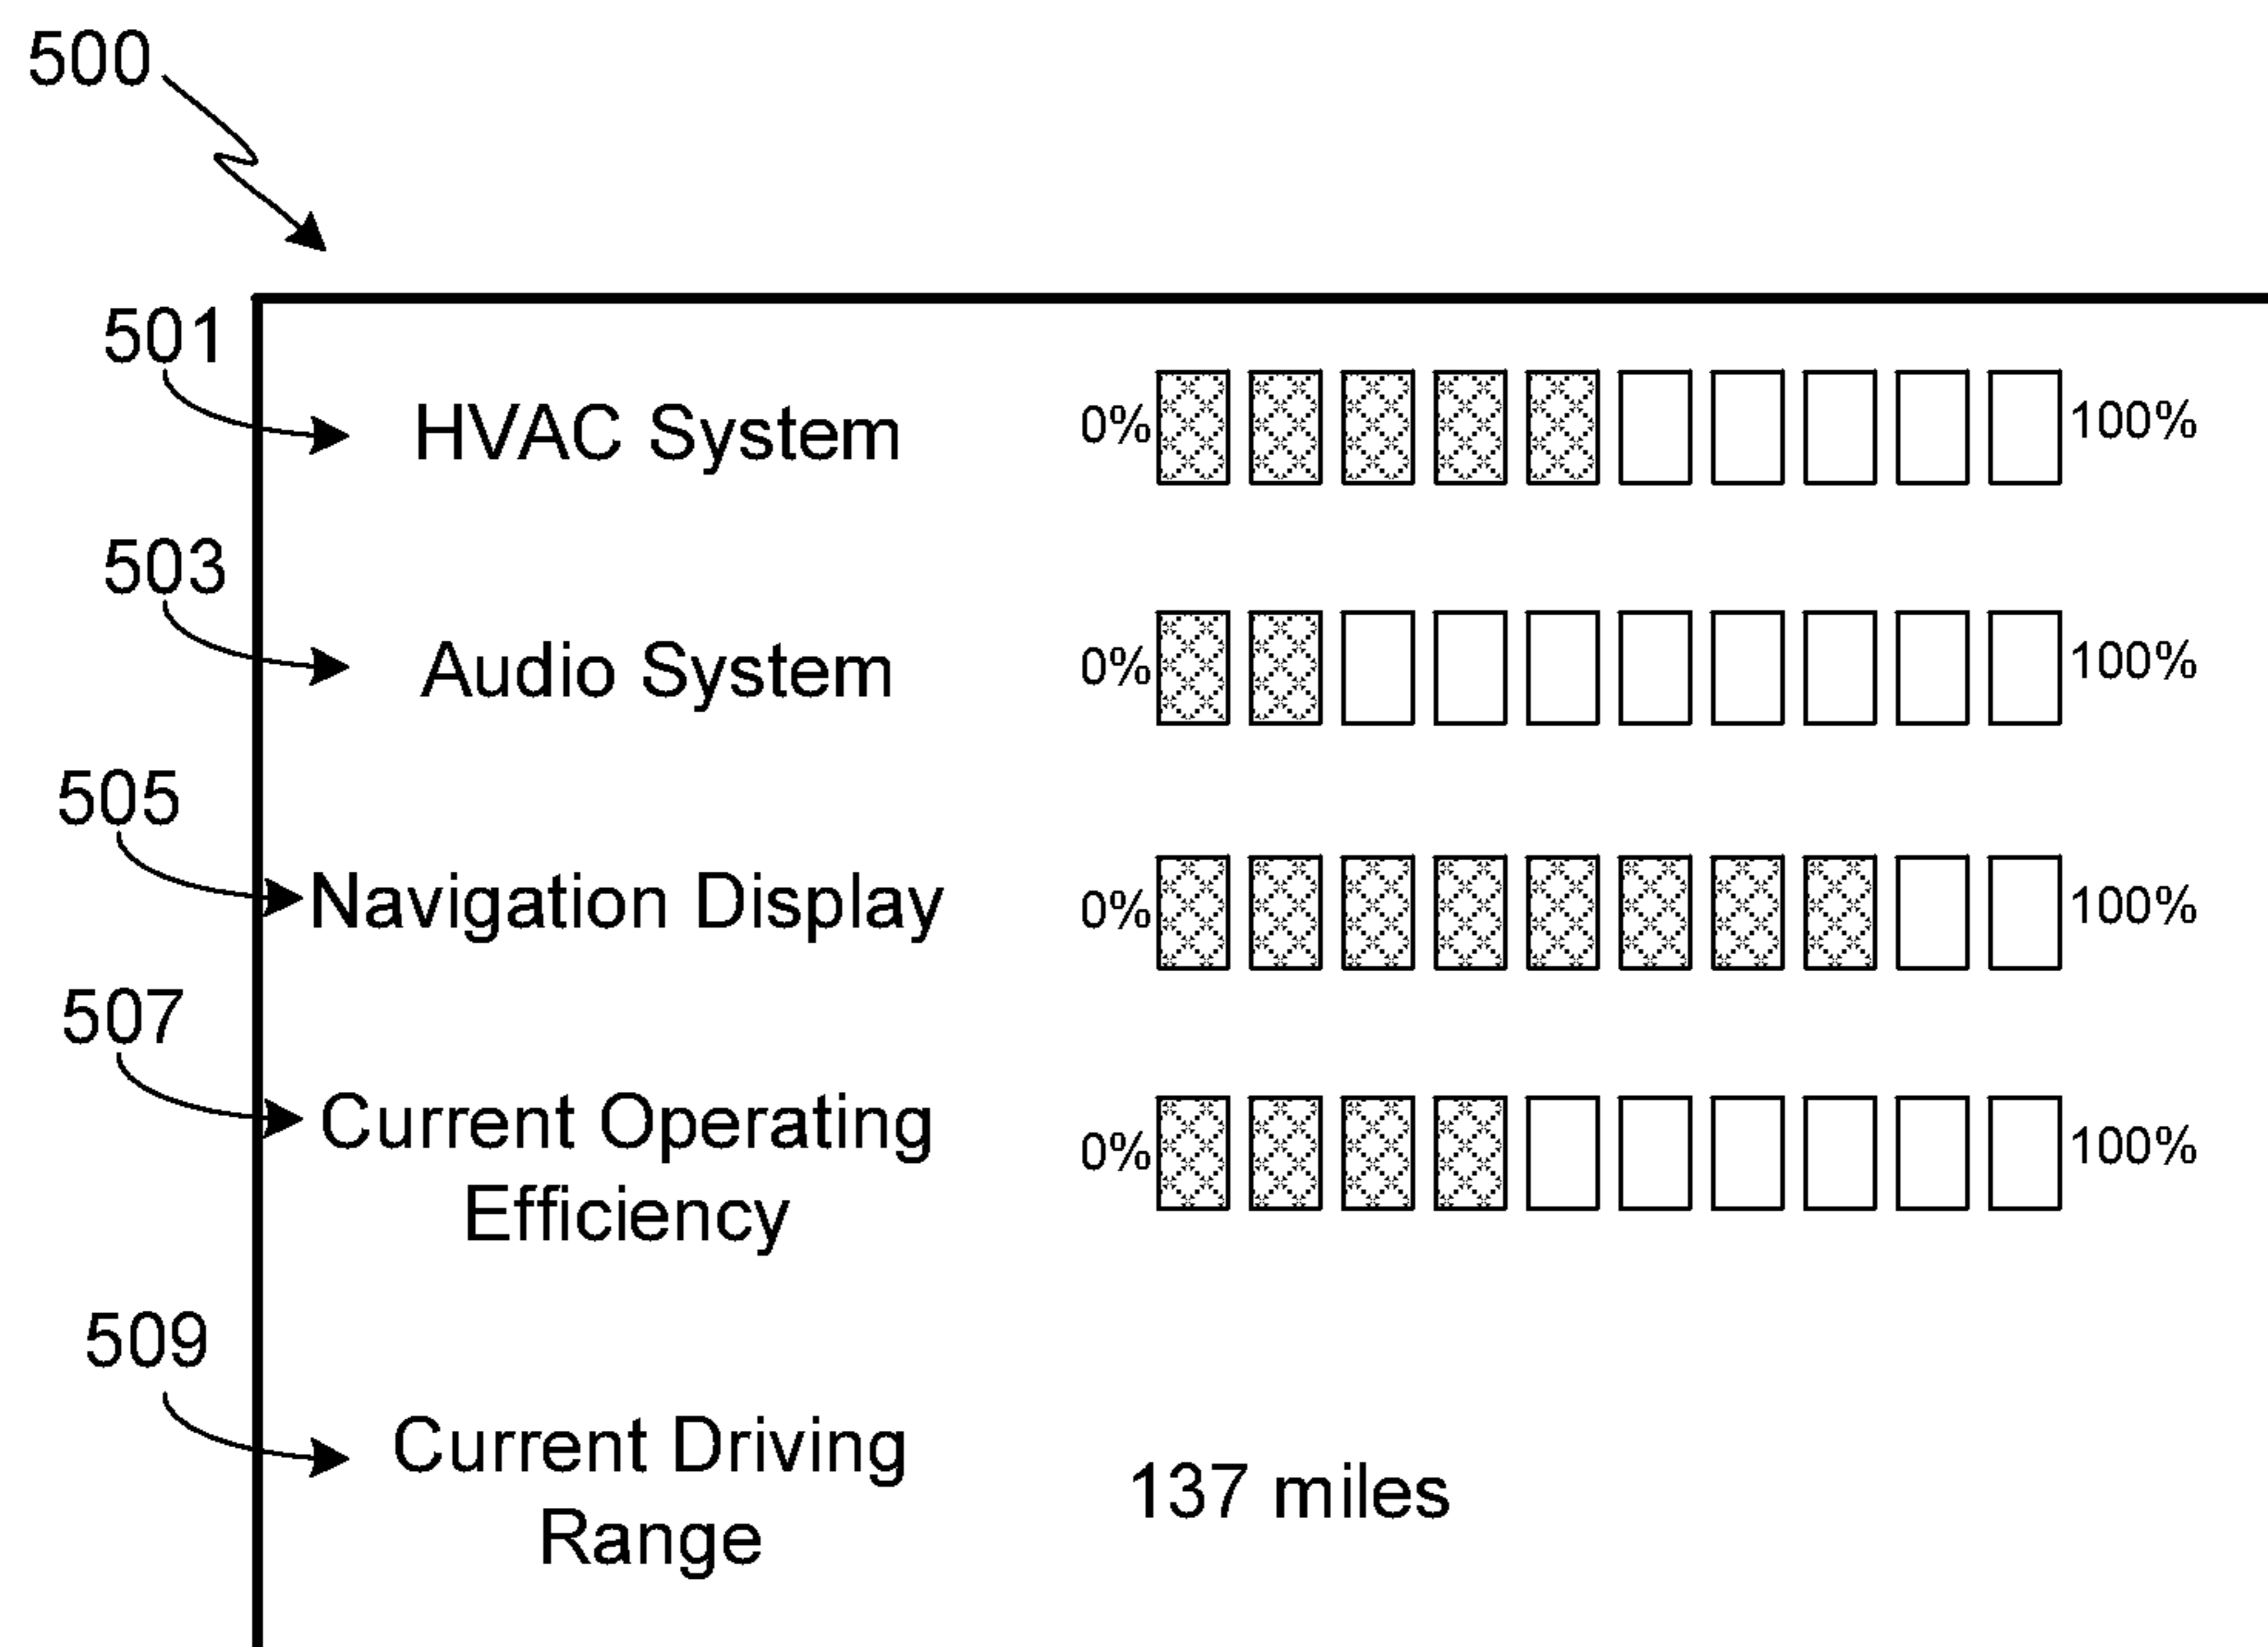 500
501
HVAC System 0% 100%
503
Audio System 0% 100%
505
Navigation Display 0% 100%
507
Current Operating 0% 100%
Efficiency
509
Current Driving
137 miles
Range